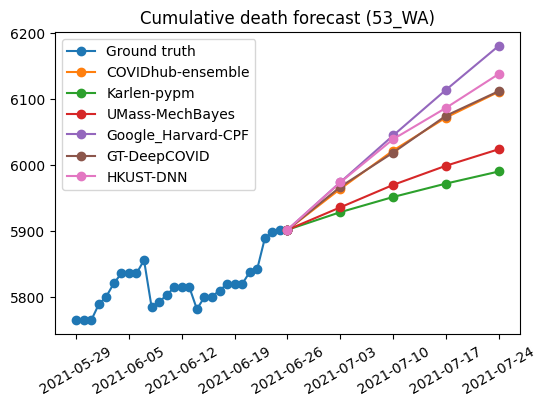 Cumulative death forecast (53_WA)
6200
6100
6000
5900
5800
Ground truth
COVIDhub-ensemble
Karlen-pypm
UMass-MechBayes
Google_Harvard-CPF
GT-DeepCOVID
HKUST-DNN
2021-05-29
2021-06-05
2021-06-12
2021-06-19
2021-06-26
2021-07-03
2021-07-10
2021-07-17
2021-07-24